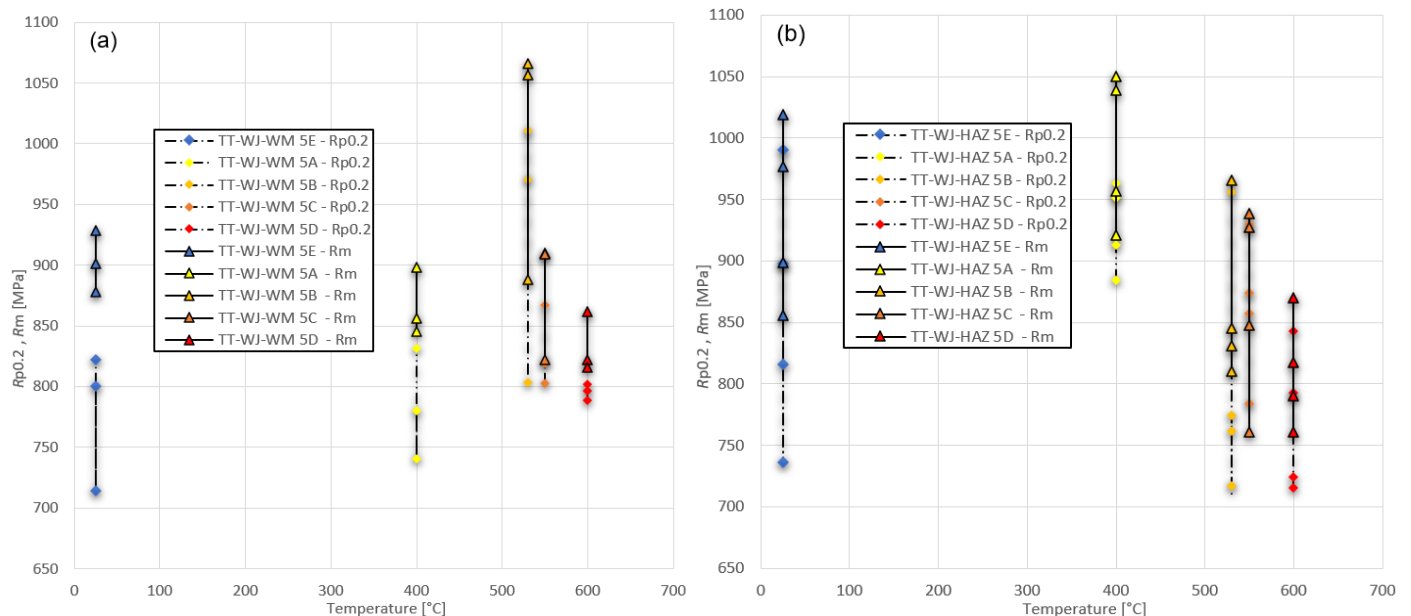 (a)
1100
1050
1000
950
900
850
800
750
700
650
Rp0.2 , Rm [MPa]
TT-WJ-WM 5E - Rp0.2
TT-WJ-WM 5A - Rp0.2
TT-WJ-WM 5B - Rp0.2
TT-WJ-WM 5C - Rp0.2
TT-WJ-WM 5D - Rp0.2
TT-WJ-WM 5E - Rm
TT-WJ-WM 5A - Rm
TT-WJ-WM 5B - Rm
TT-WJ-WM 5C - Rm
TT-WJ-WM 5D - Rm
0 100 200 300 400 500 600 700
Temperature [°C]
(b)
1100
1050
1000
950
900
850
800
750
700
650
Rp0.2 , Rm [MPa]
TT-WJ-HAZ 5E - Rp0.2
TT-WJ-HAZ 5A - Rp0.2
TT-WJ-HAZ 5B - Rp0.2
TT-WJ-HAZ 5C - Rp0.2
TT-WJ-HAZ 5D - Rp0.2
TT-WJ-HAZ 5E - Rm
TT-WJ-HAZ 5A - Rm
TT-WJ-HAZ 5B - Rm
TT-WJ-HAZ 5C - Rm
TT-WJ-HAZ 5D - Rm
0 100 200 300 400 500 600 700
Temperature [°C]